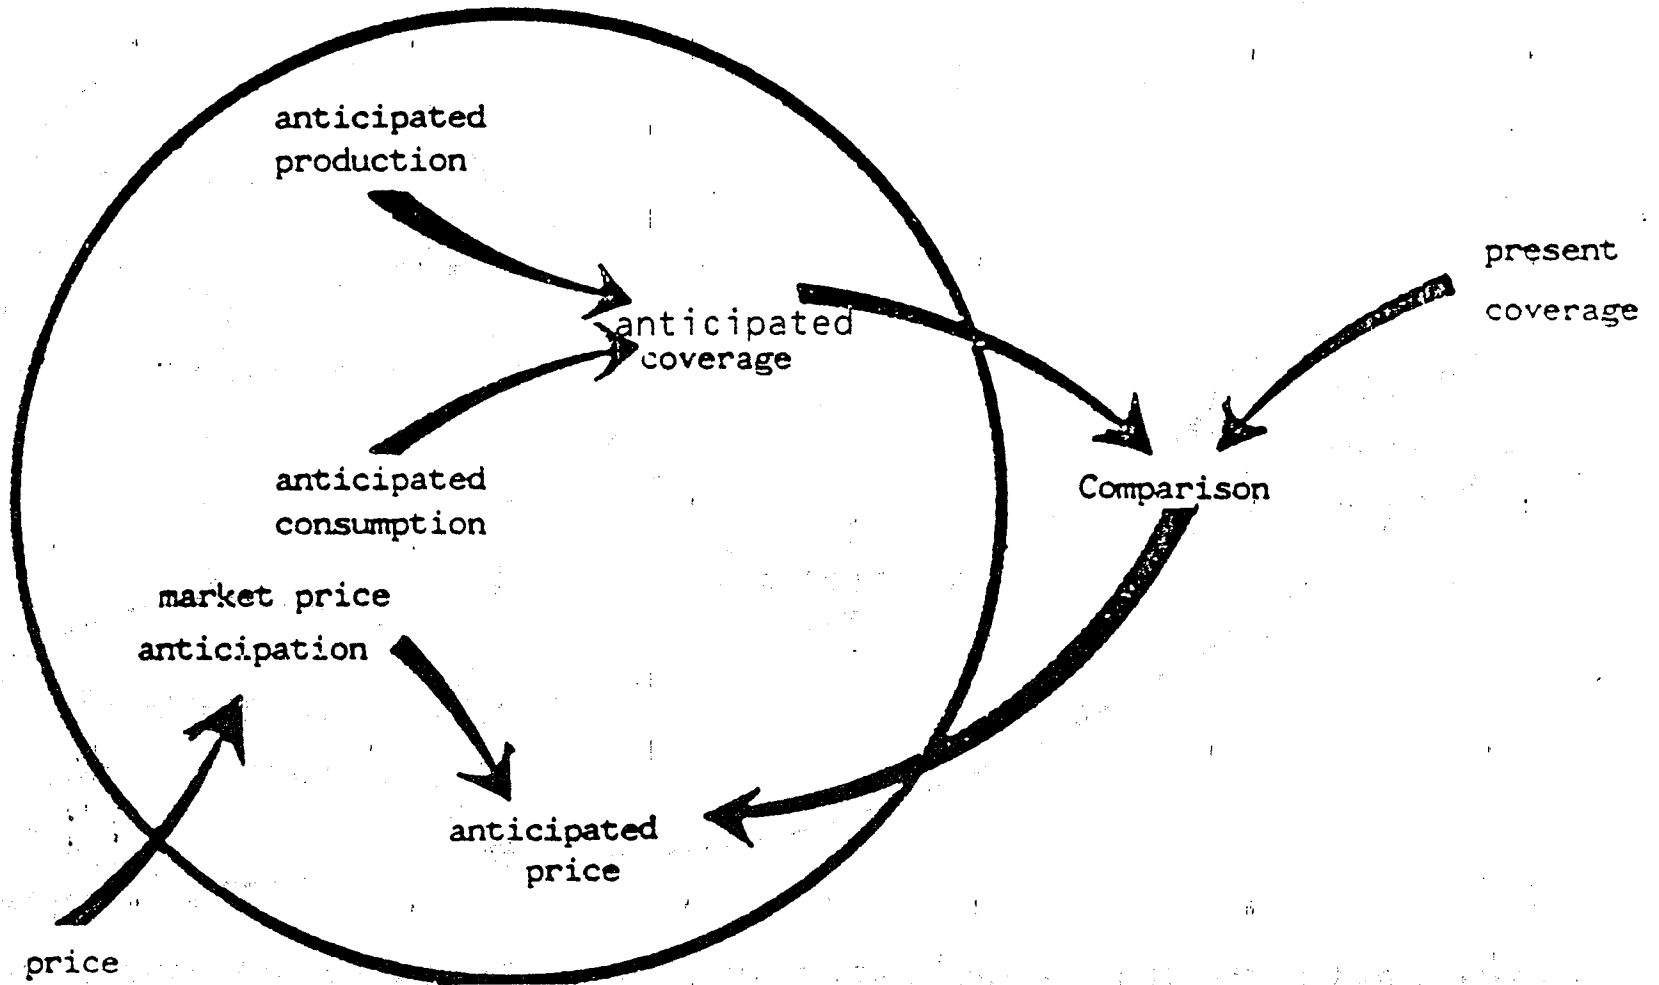 anticipated
production
present
coverage
anticipated
coverage
anticipated
consumption
Comparison
market price
anticipation
anticipated
price
price